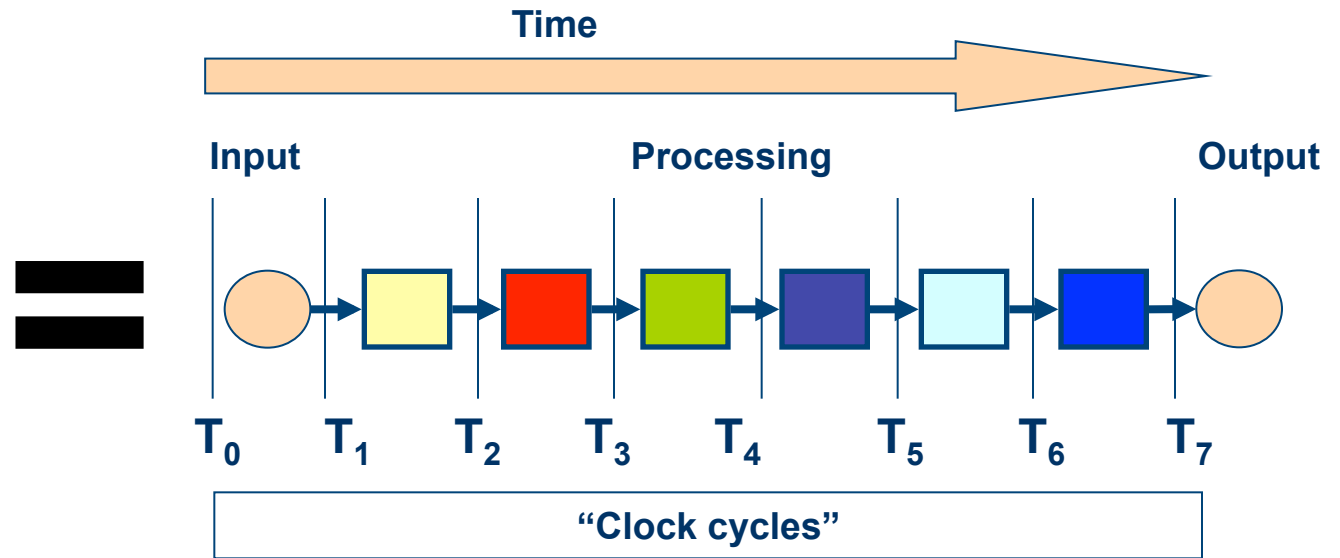 Time
Input Processing Output
T₀ T₁ T₂ T₃ T₄ T₅ T₆ T₇
“Clock cycles”